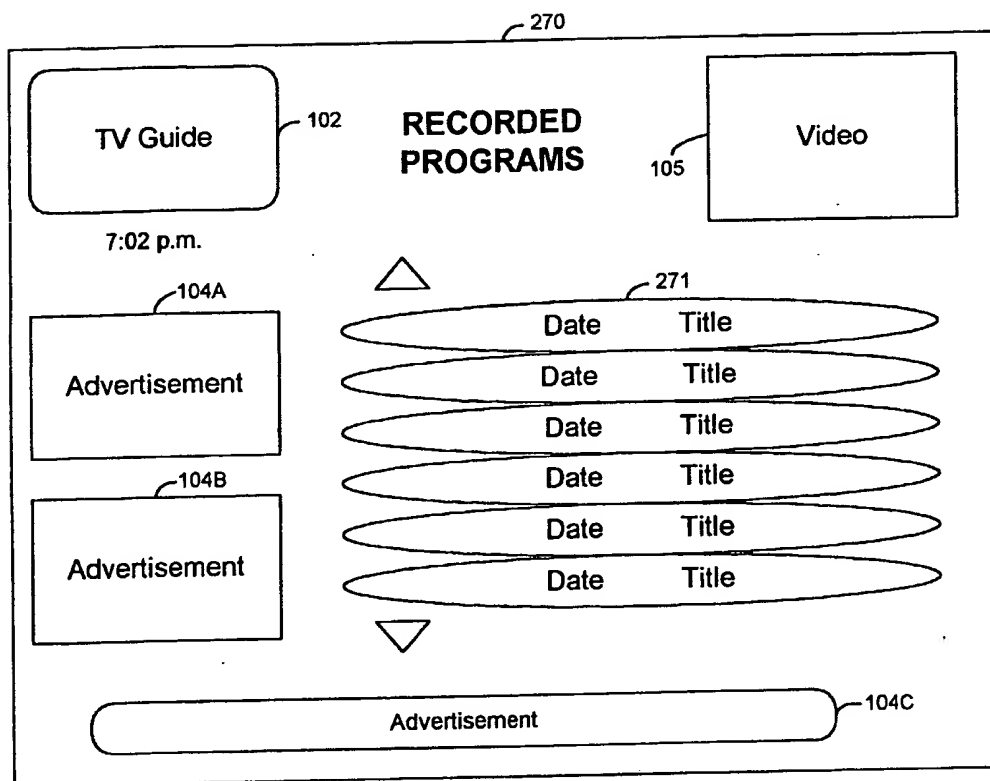 270
TV Guide
102
RECORDED
PROGRAMS
105
Video
7:02 p.m.
104A
Advertisement
104B
Advertisement
271
Date Title
Date Title
Date Title
Date Title
Date Title
Date Title
Advertisement
104C